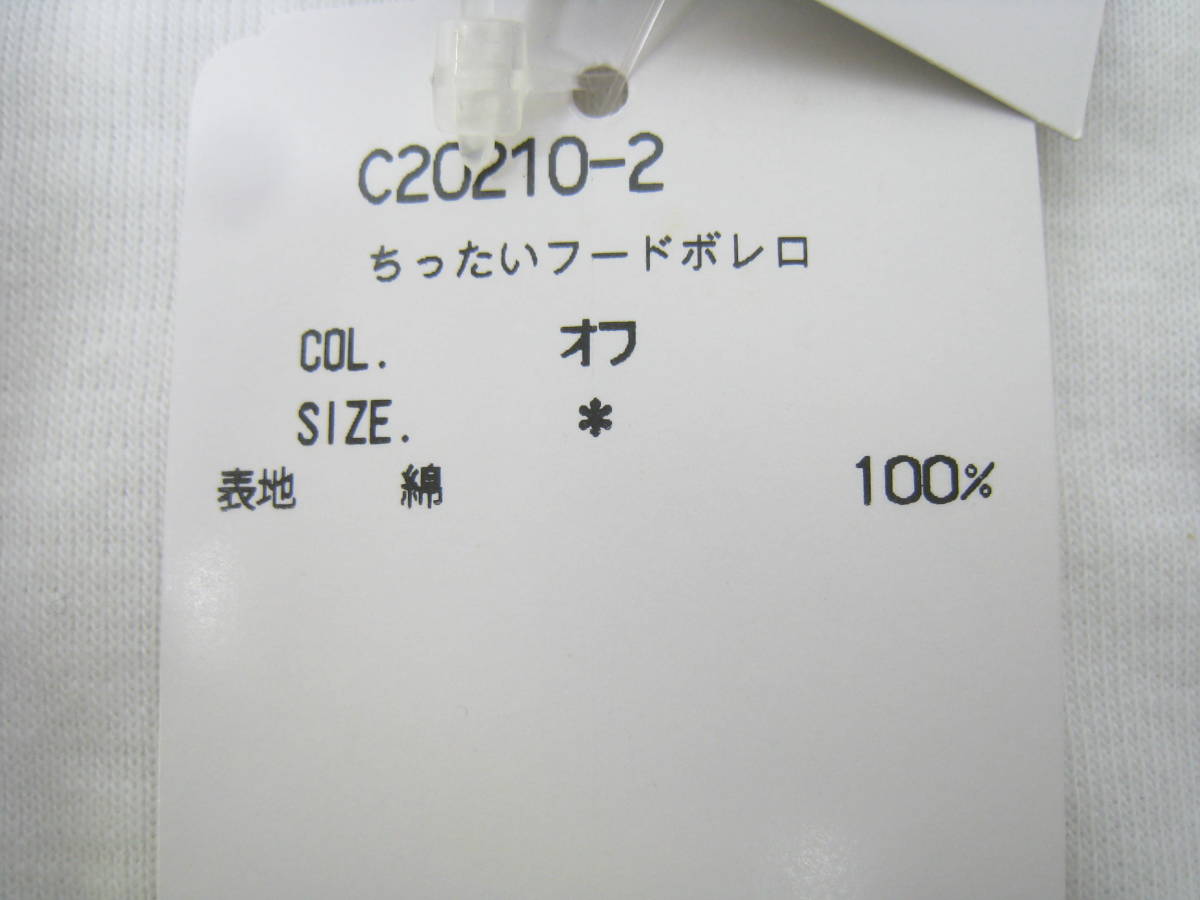 C20210-2
ちったいフードボレロ
COL. オフ
SIZE. *
表地 綿 100%